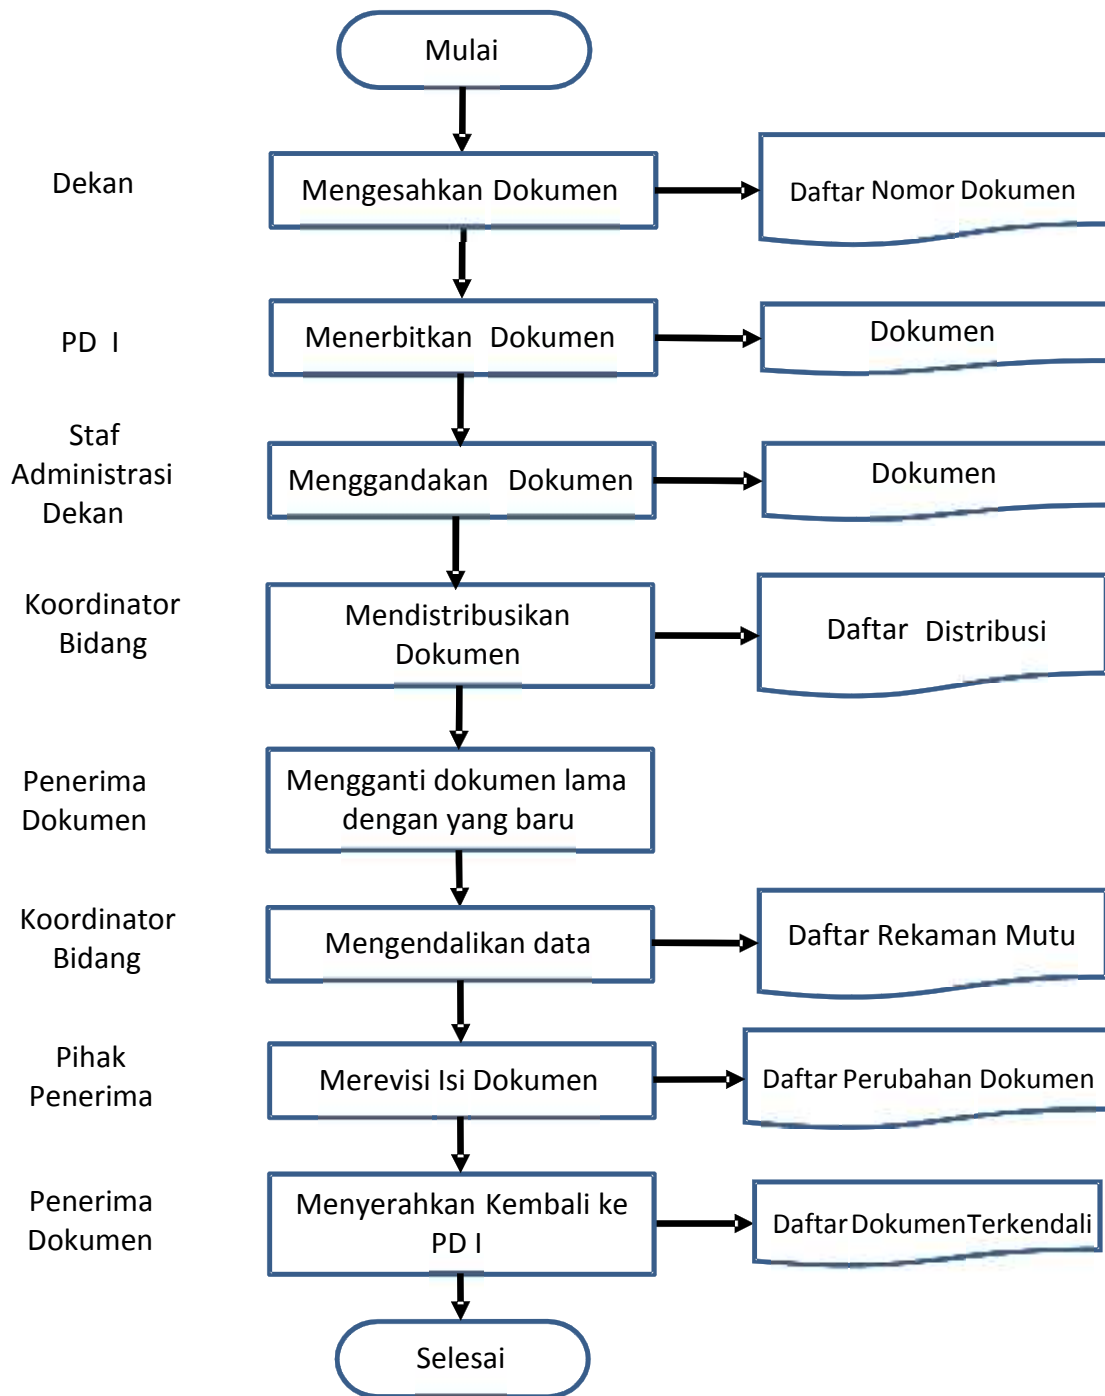 Mulai
Dekan
Mengesahkan Dokumen
Daftar Nomor Dokumen
PD I
Menerbitkan Dokumen
Dokumen
Staf
Administrasi
Dekan
Menggandakan Dokumen
Dokumen
Koordinator
Bidang
Mendistribusikan
Dokumen
Daftar Distribusi
Penerima
Dokumen
Mengganti dokumen lama
dengan yang baru
Koordinator
Bidang
Mengendalikan data
Daftar Rekaman Mutu
Pihak
Penerima
Merevisi Isi Dokumen
Daftar Perubahan Dokumen
Penerima
Dokumen
Menyerahkan Kembali ke
PD I
Daftar Dokumen Terkendali
Selesai